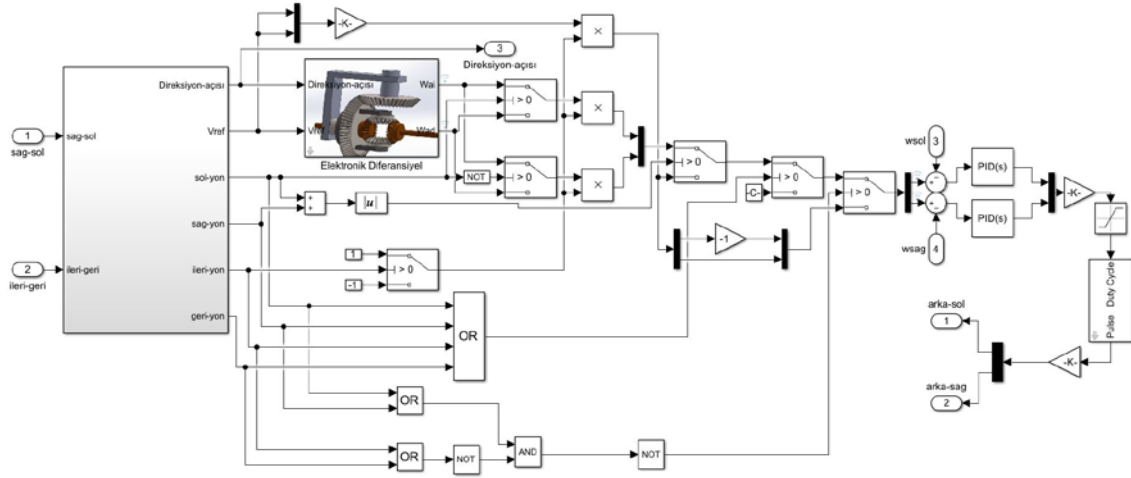 -K-
×
3
Direksiyon-açısı
Direksiyon-açısı
Direksiyon-açısı
Wai
> 0
Vref
Vref
Wad
Elektronik Diferansiyel
1
sag-sol
sag-sol
×
> 0
wsol
3
PID(s)
sol-yon
NOT
> 0
×
> 0
-C-
> 0
-K-
+
+
|u|
sag-yon
PID(s)
wsag
4
-1
2
ileri-geri
ileri-geri
ileri-yon
1
> 0
-1
geri-yon
OR
Pulse
Duty Cycle
arka-sol
1
-K-
arka-sag
2
OR
OR
NOT
AND
NOT